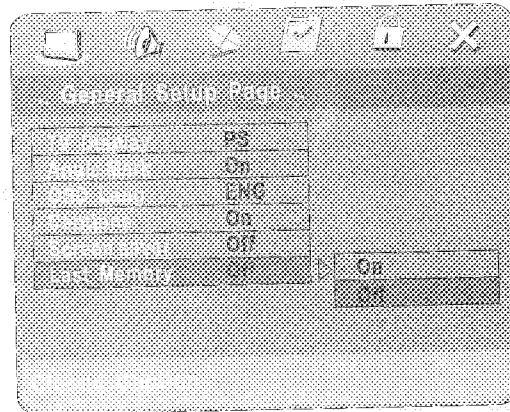 .. General Setup Page ..
TV Display PS
Angle Mark On
OSD Lang ENG
Captions On
Screen Saver Off
Last Memory Off
On
Off